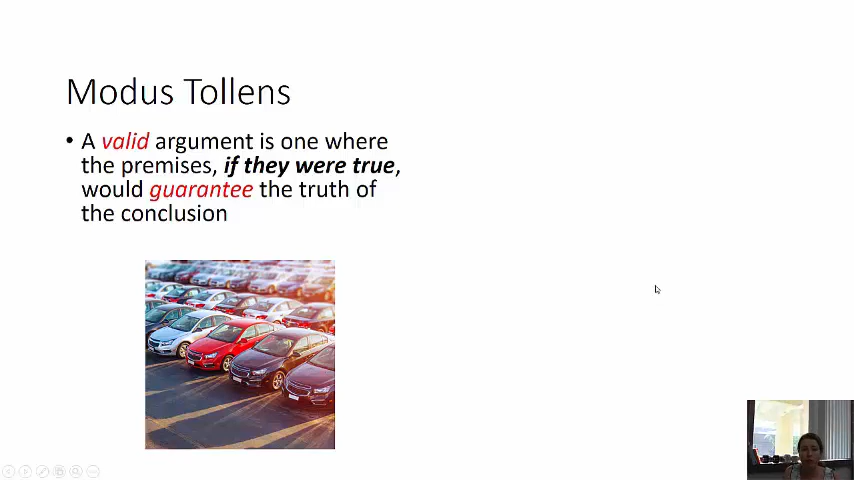 Modus Tollens
• A valid argument is one where
the premises, if they were true,
would guarantee the truth of
the conclusion